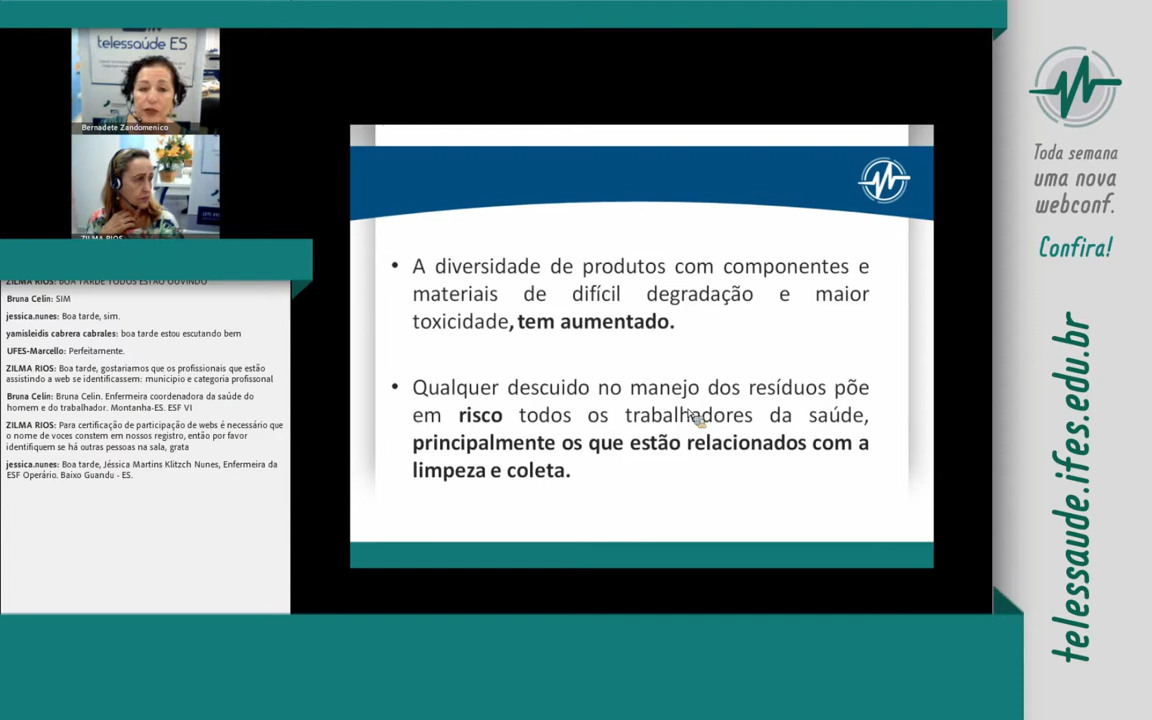 telessaúde ES
Bernadete Zandomenico
ZILMA RIOS
ZILMA RIOS: BOA TARDE TODOS ESTÃO OUVINDO
Bruna Celin: SIM
jessica.nunes: Boa tarde, sim.
yamisleidis cabrera cabrales: boa tarde estou escutando bem
UFES-Marcello: Perfeitamente.
ZILMA RIOS: Boa tarde, gostariamos que os profissionais que estão
assistindo a web se identificassem: municipio e categoria profissonal
Bruna Celin: Bruna Celin. Enfermeira coordenadora da saúde do
homem e do trabalhador. Montanha-ES. ESF VI
ZILMA RIOS: Para certificação de participação de webs é necessário que
o nome de voces constem em nossos registro, então por favor
identifiquem se há outras pessoas na sala, grata
jessica.nunes: Boa tarde, Jéssica Martins Klitzch Nunes, Enfermeira da
ESF Operário. Baixo Guandu - ES.
• A diversidade de produtos com componentes e
materiais de difícil degradação e maior
toxicidade, tem aumentado.
• Qualquer descuido no manejo dos resíduos põe
em risco todos os trabalhadores da saúde,
principalmente os que estão relacionados com a
limpeza e coleta.
Toda semana
uma nova
webconf.
Confira!
telessaude.ifes.edu.br